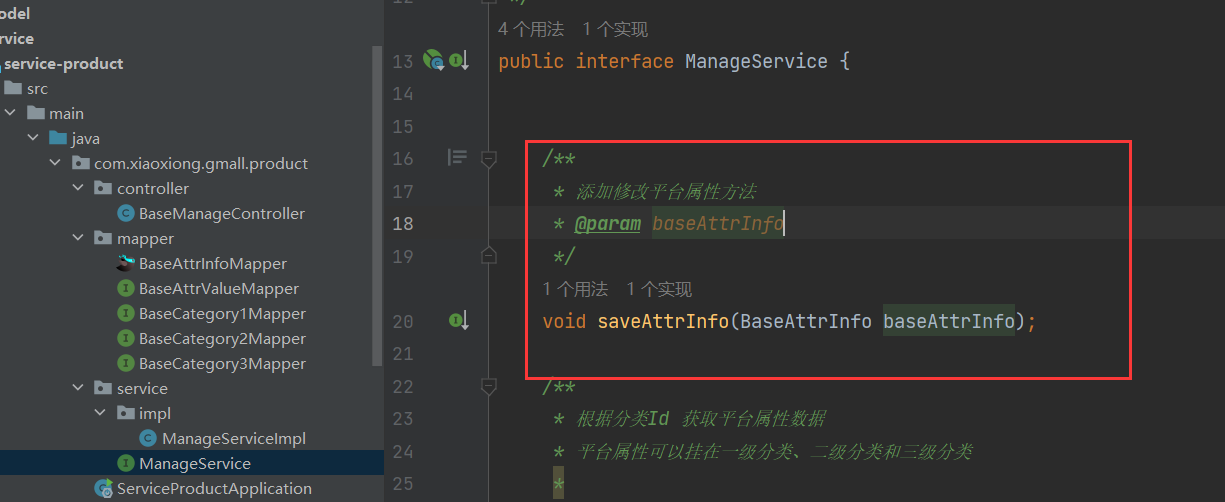 odel
rvice
service-product
src
main
java
com.xiaoxiong.gmall.product
controller
BaseManageController
mapper
BaseAttrInfoMapper
BaseAttrValueMapper
BaseCategory1Mapper
BaseCategory2Mapper
BaseCategory3Mapper
service
impl
ManageServiceImpl
ManageService
ServiceProductApplication
12 */
4 个用法 1 个实现
13 public interface ManageService {
14
15
16 /**
17 * 添加修改平台属性方法
18 * @param baseAttrInfo
19 */
1 个用法 1 个实现
20 void saveAttrInfo(BaseAttrInfo baseAttrInfo);
21
22 /**
23 * 根据分类Id 获取平台属性数据
24 * 平台属性可以挂在一级分类、二级分类和三级分类
25 *